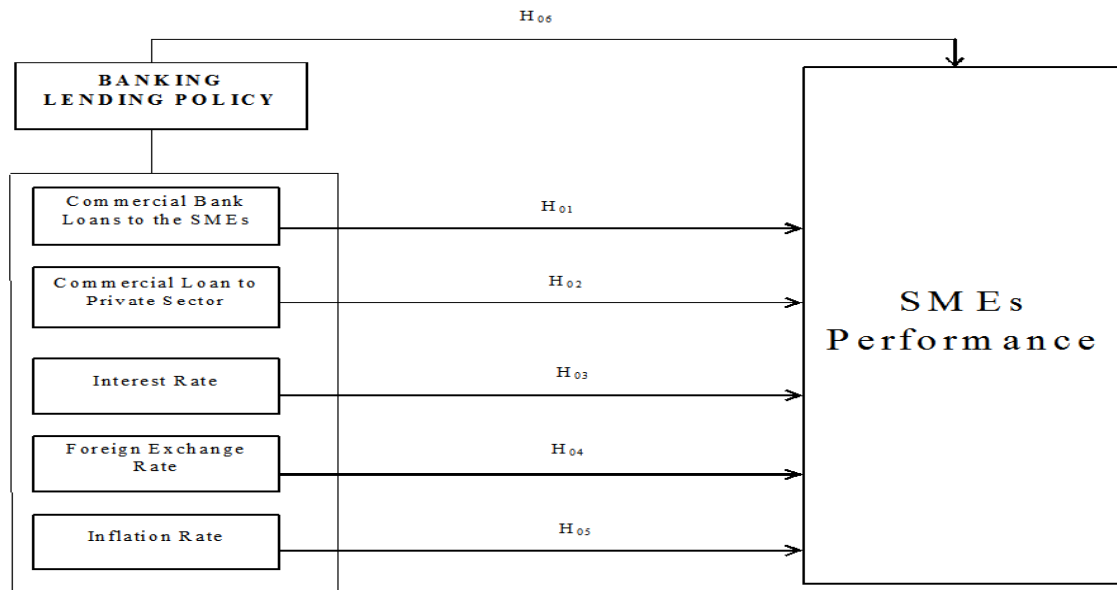 H06
BANKING
LENDING POLICY
Commercial Bank
Loans to the SMEs
H01
Commercial Loan to
Private Sector
H02
SMEs
Performance
Interest Rate
H03
Foreign Exchange
Rate
H04
Inflation Rate
H05